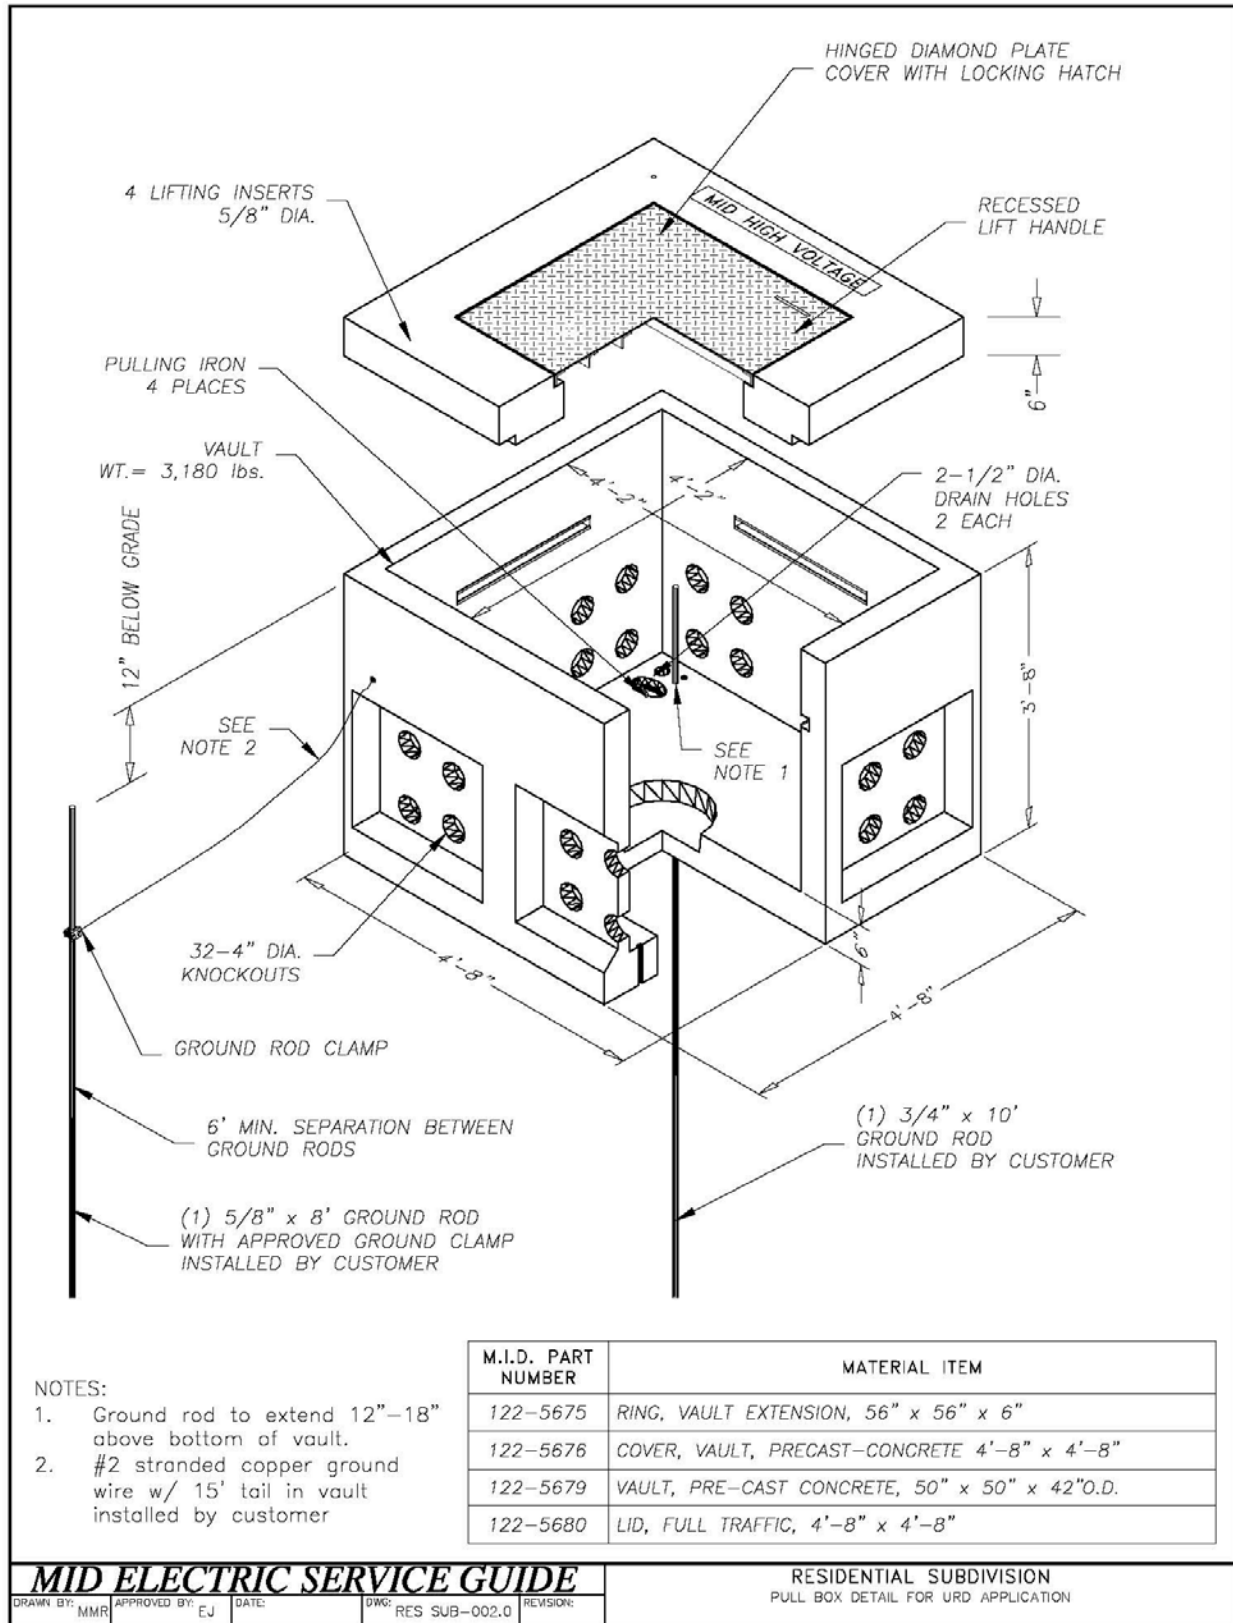 HINGED DIAMOND PLATE
COVER WITH LOCKING HATCH
4 LIFTING INSERTS
5/8" DIA.
MID HIGH VOLTAGE
RECESSED
LIFT HANDLE
PULLING IRON
4 PLACES
6"
VAULT
WT.= 3,180 lbs.
4'-2"
4'-2"
2-1/2" DIA.
DRAIN HOLES
2 EACH
12" BELOW GRADE
3'-8"
SEE
NOTE 2
SEE
NOTE 1
32-4" DIA.
KNOCKOUTS
4'-8"
6"
4'-8"
GROUND ROD CLAMP
6' MIN. SEPARATION BETWEEN
GROUND RODS
(1) 3/4" x 10'
GROUND ROD
INSTALLED BY CUSTOMER
(1) 5/8" x 8' GROUND ROD
WITH APPROVED GROUND CLAMP
INSTALLED BY CUSTOMER
NOTES:
1. Ground rod to extend 12"-18"
above bottom of vault.
2. #2 stranded copper ground
wire w/ 15' tail in vault
installed by customer
M.I.D. PART
NUMBER
MATERIAL ITEM
122-5675 RING, VAULT EXTENSION, 56" x 56" x 6"
122-5676 COVER, VAULT, PRECAST-CONCRETE 4'-8" x 4'-8"
122-5679 VAULT, PRE-CAST CONCRETE, 50" x 50" x 42"O.D.
122-5680 LID, FULL TRAFFIC, 4'-8" x 4'-8"
MID ELECTRIC SERVICE GUIDE
DRAWN BY: MMR APPROVED BY: EJ DATE: DWG: RES SUB-002.0 REVISION:
RESIDENTIAL SUBDIVISION
PULL BOX DETAIL FOR URD APPLICATION